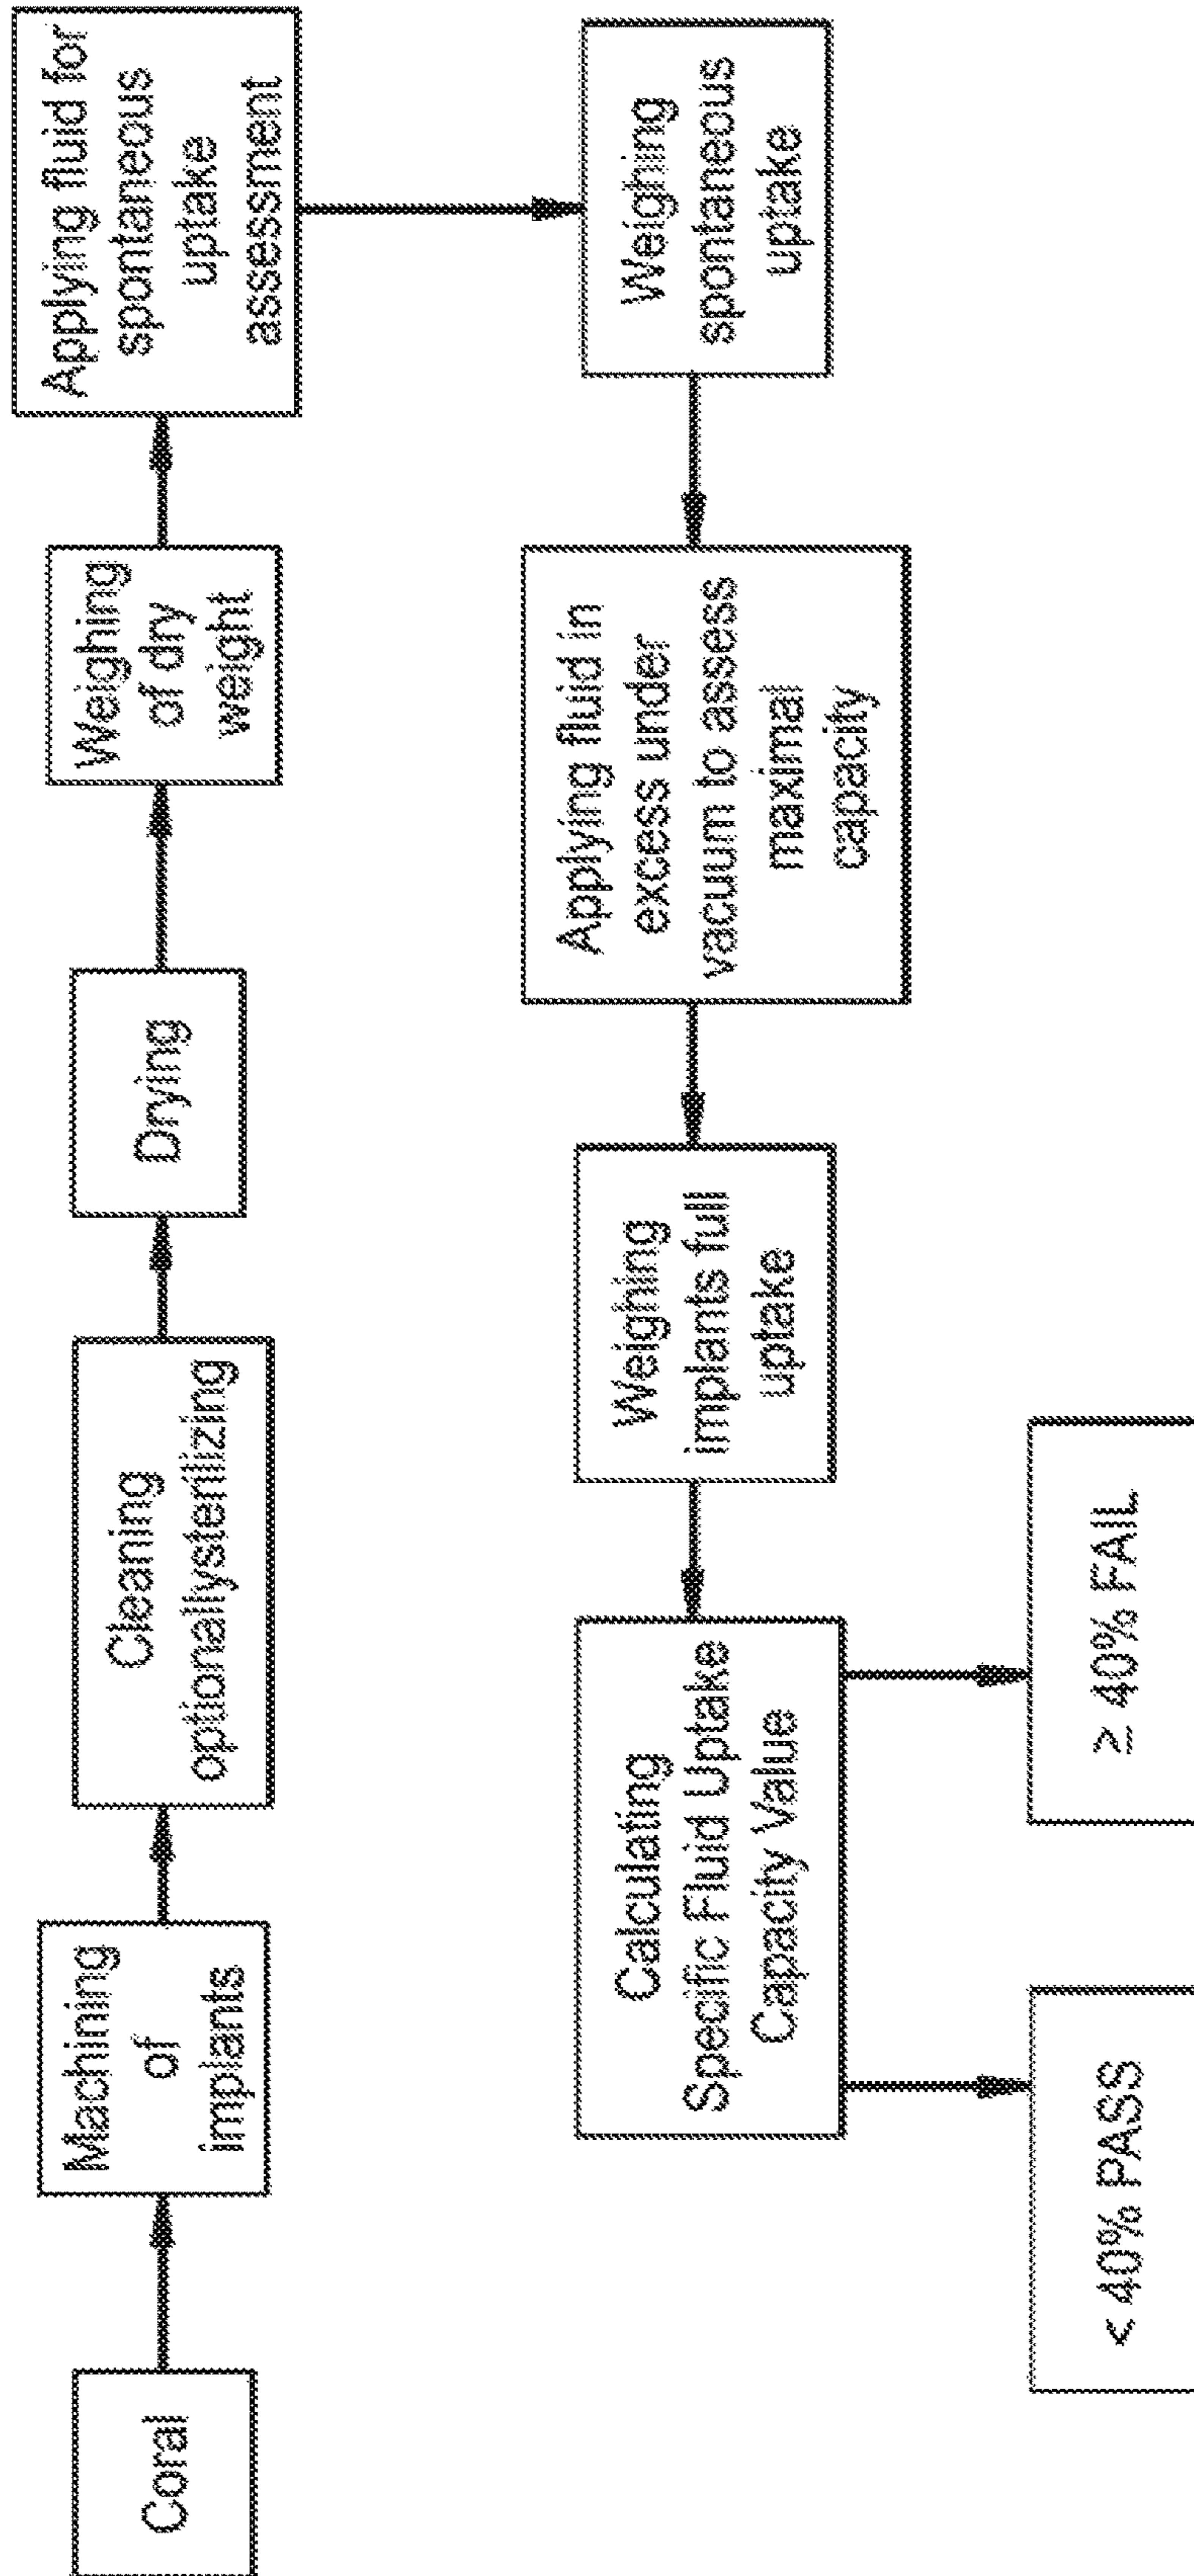 Coral
Machining
of
implants
Cleaning
optionallysterilizing
Drying
Weighing
of dry
weight
Applying fluid for
spontaneous
uptake
assessment
Weighing
spontaneous
uptake
Applying fluid in
excess under
vacuum to assess
maximal
capacity
Weighing
implants full
uptake
Calculating
Specific Fluid Uptake
Capacity Value
< 40% PASS
≥ 40% FAIL